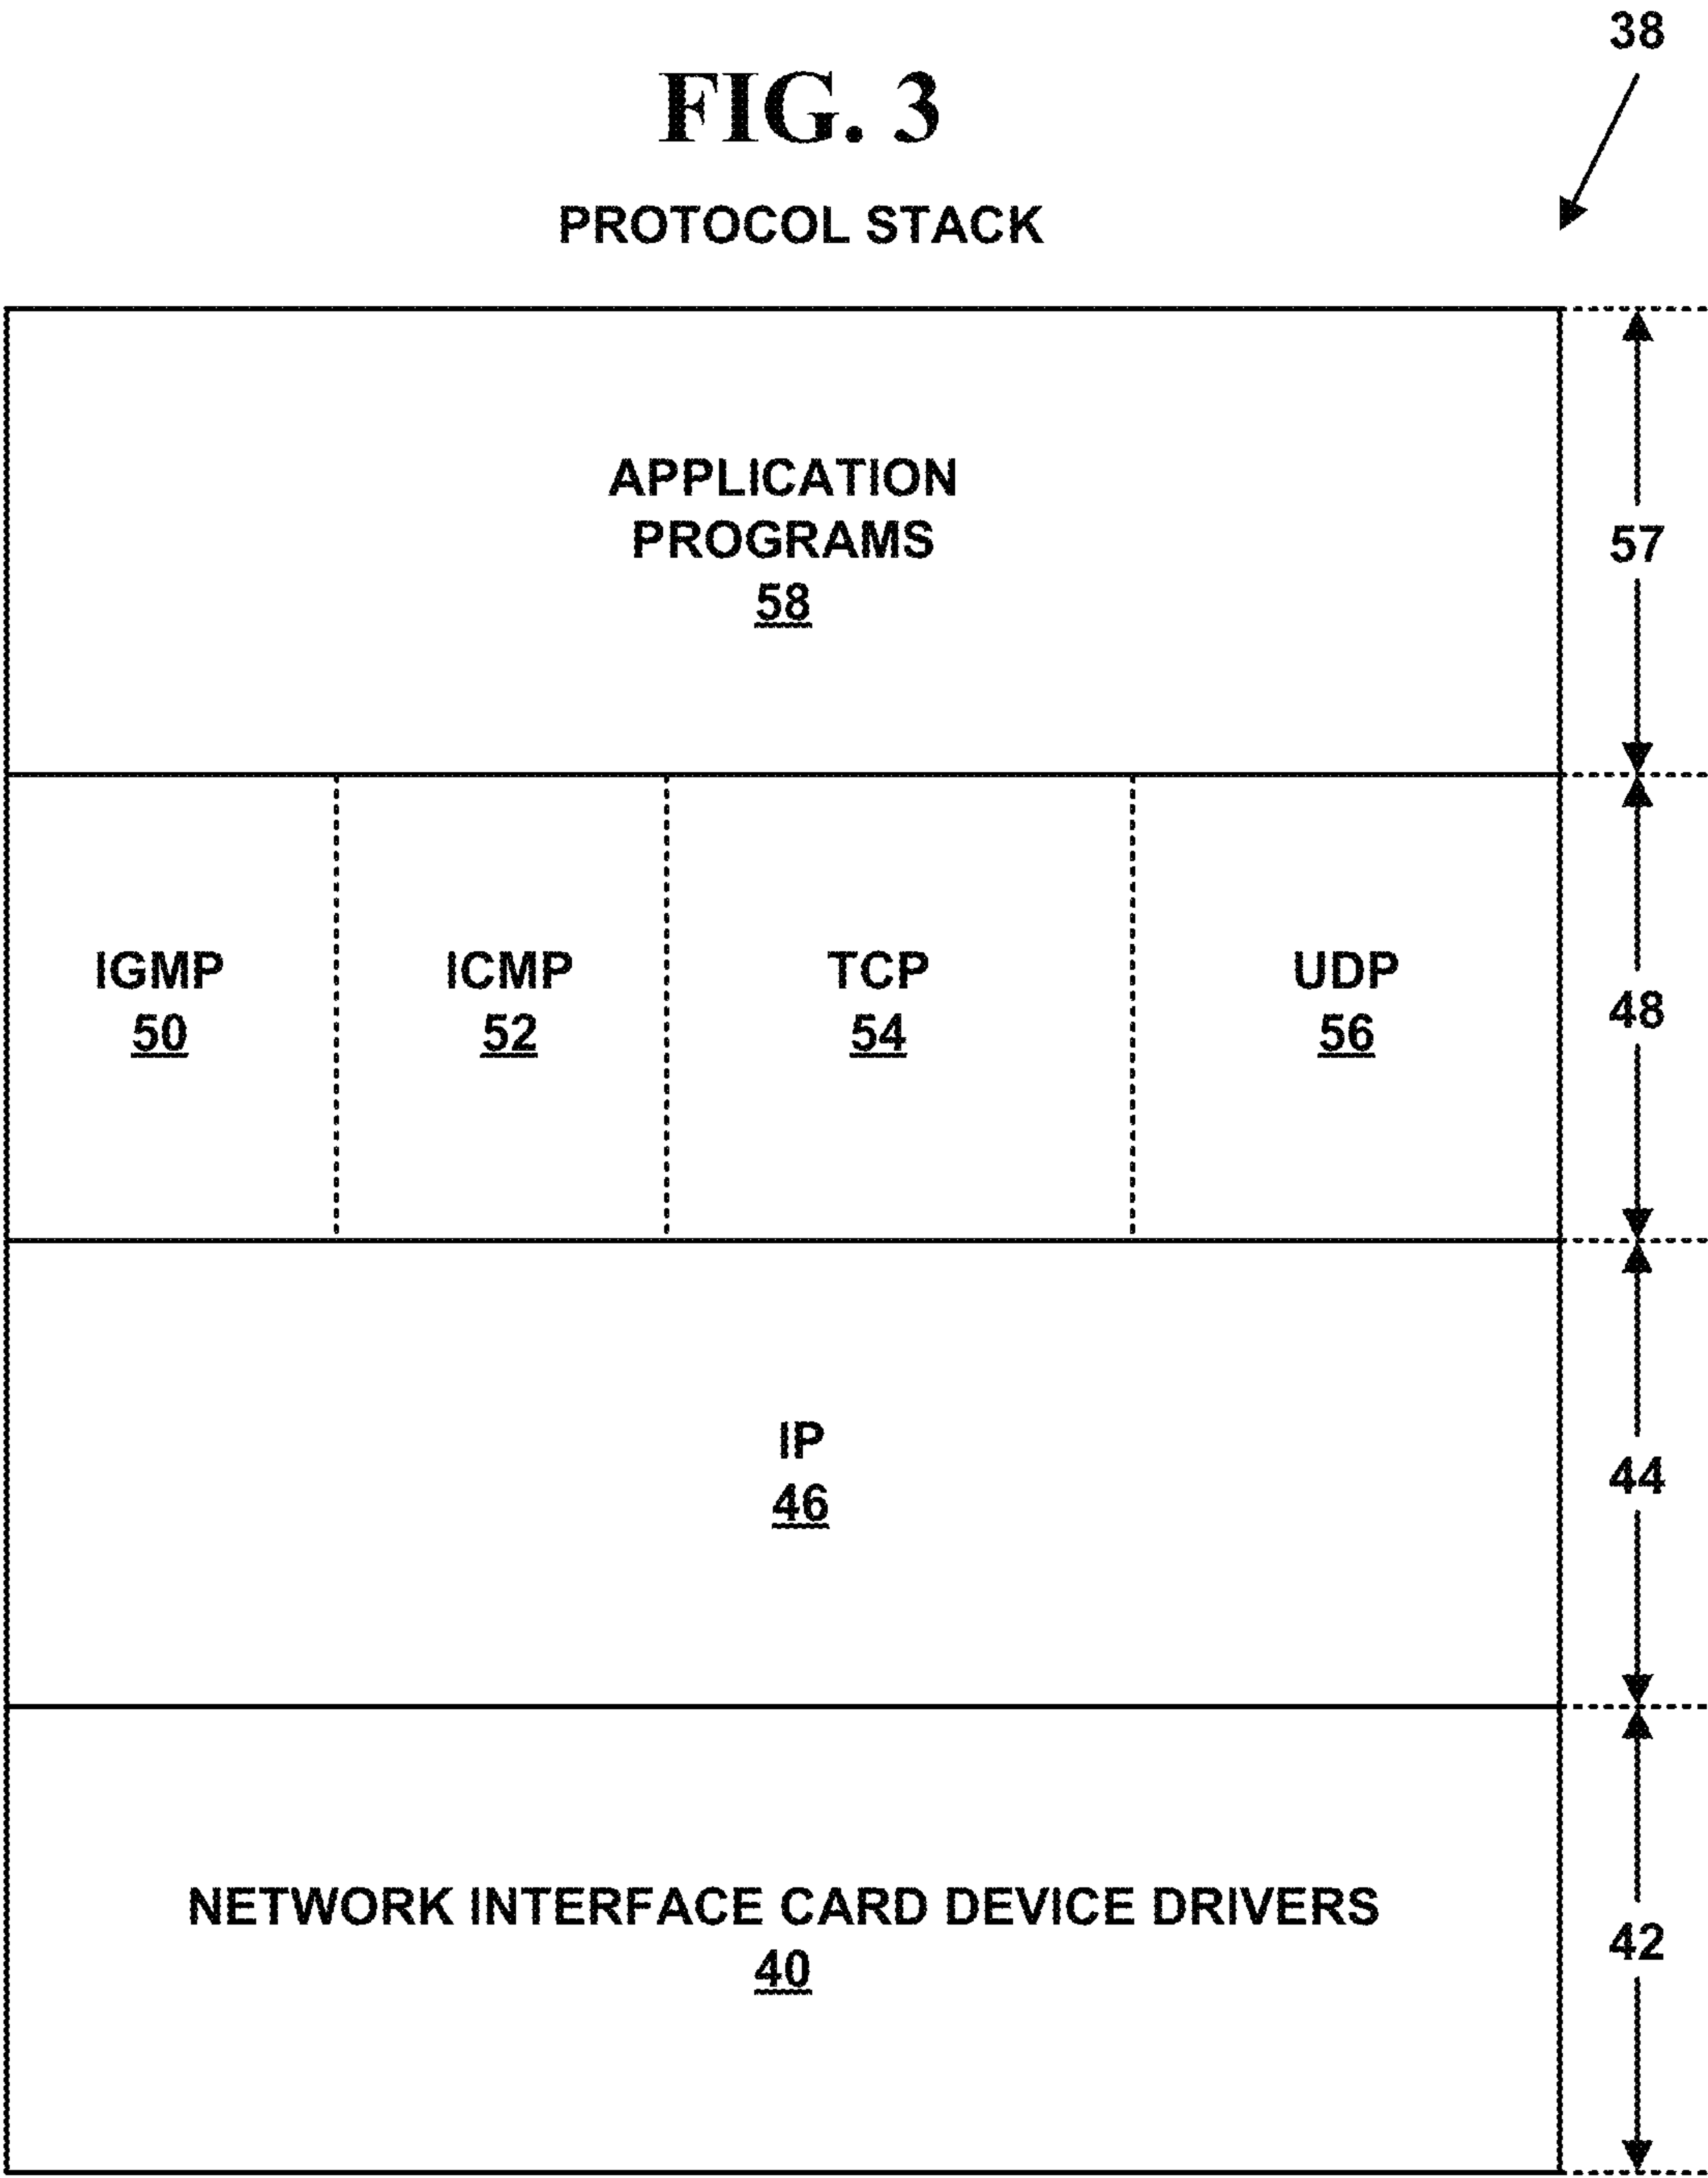 38
FIG. 3
PROTOCOL STACK
APPLICATION
PROGRAMS
58
57
IGMP
50
ICMP
52
TCP
54
UDP
56
48
IP
46
44
NETWORK INTERFACE CARD DEVICE DRIVERS
40
42